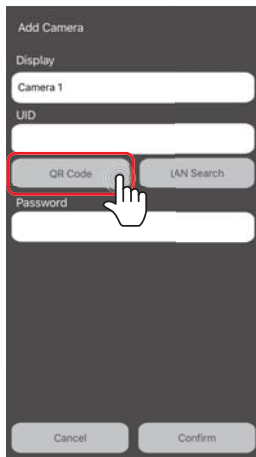 Add Camera
Display
Camera 1
UID
QR Code LAN Search
Password
Cancel Confirm